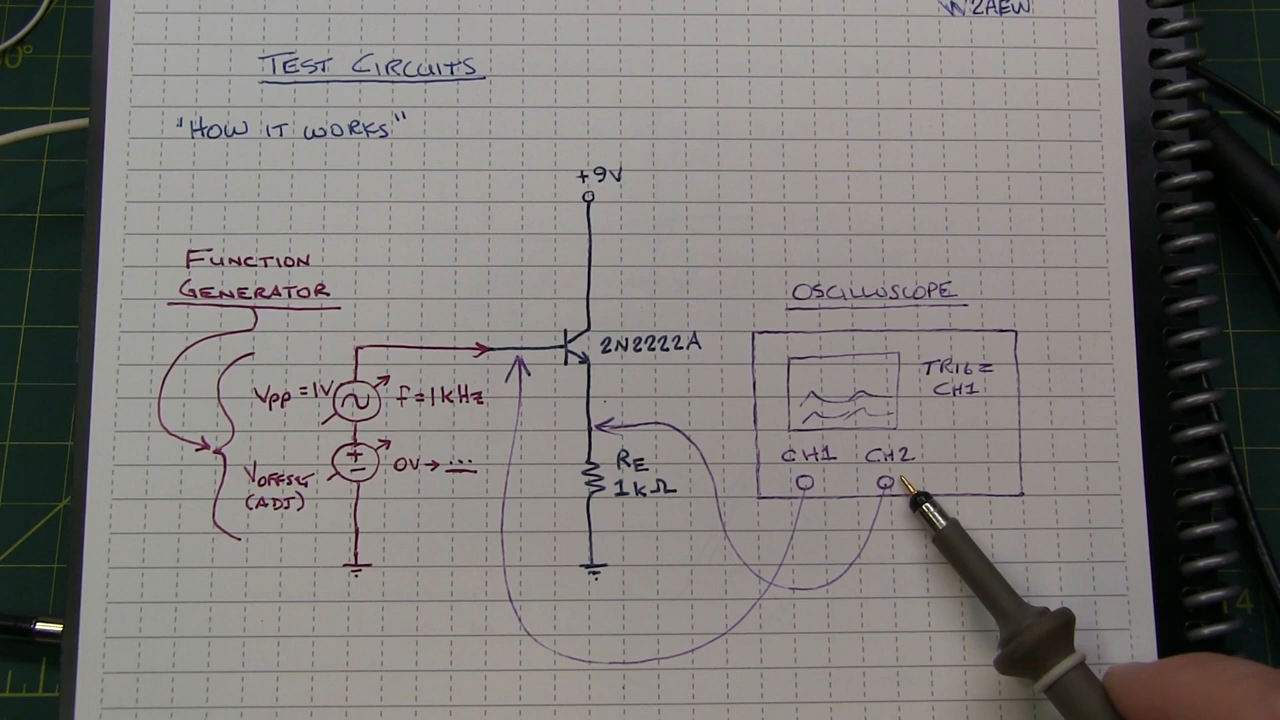 W2AEW
TEST CIRCUITS
"HOW IT WORKS"
+9V
FUNCTION
GENERATOR
OSCILLOSCOPE
2N2222A
TRIG=
CH1
VPP=1V
f=1kHz
CH1 CH2
+
-
VOFFSET
(ADJ)
0V→...
RE
1kΩ
14